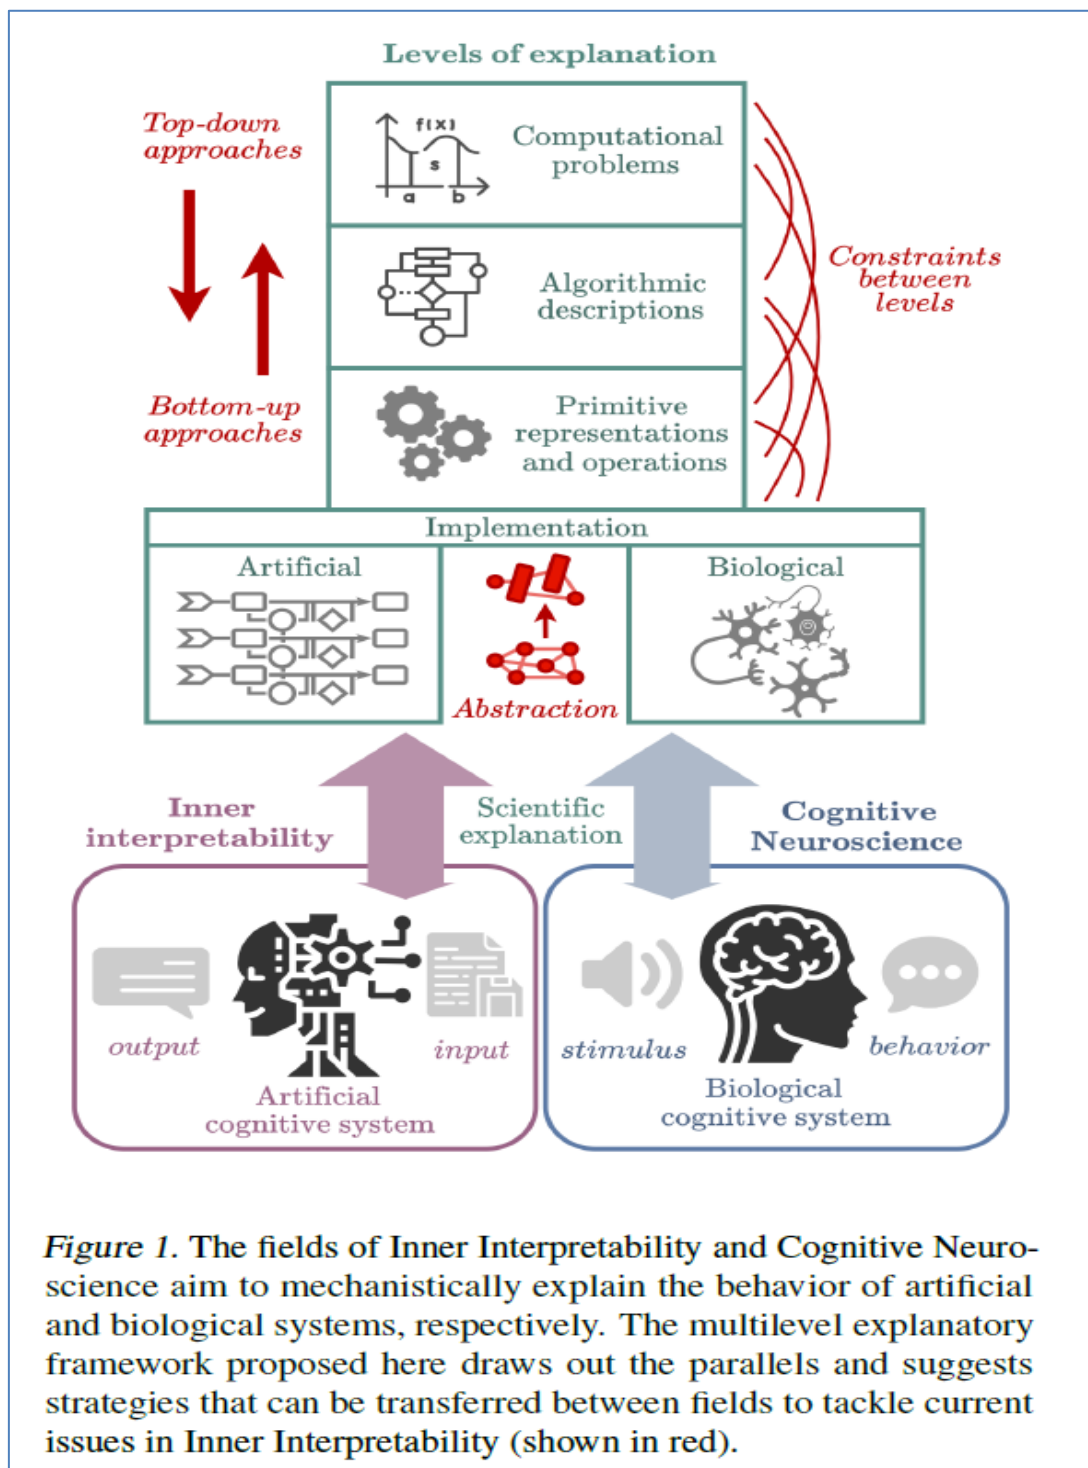 Levels of explanation
Top-down
approaches
f(x)
s
a
b
Computational
problems
Algorithmic
descriptions
Constraints
between
levels
Bottom-up
approaches
Primitive
representations
and operations
Implementation
Artificial
Abstraction
Biological
Inner
interpretability
Scientific
explanation
Cognitive
Neuroscience
output
input
Artificial
cognitive system
stimulus
behavior
Biological
cognitive system
Figure 1. The fields of Inner Interpretability and Cognitive Neuro-
science aim to mechanistically explain the behavior of artificial
and biological systems, respectively. The multilevel explanatory
framework proposed here draws out the parallels and suggests
strategies that can be transferred between fields to tackle current
issues in Inner Interpretability (shown in red).